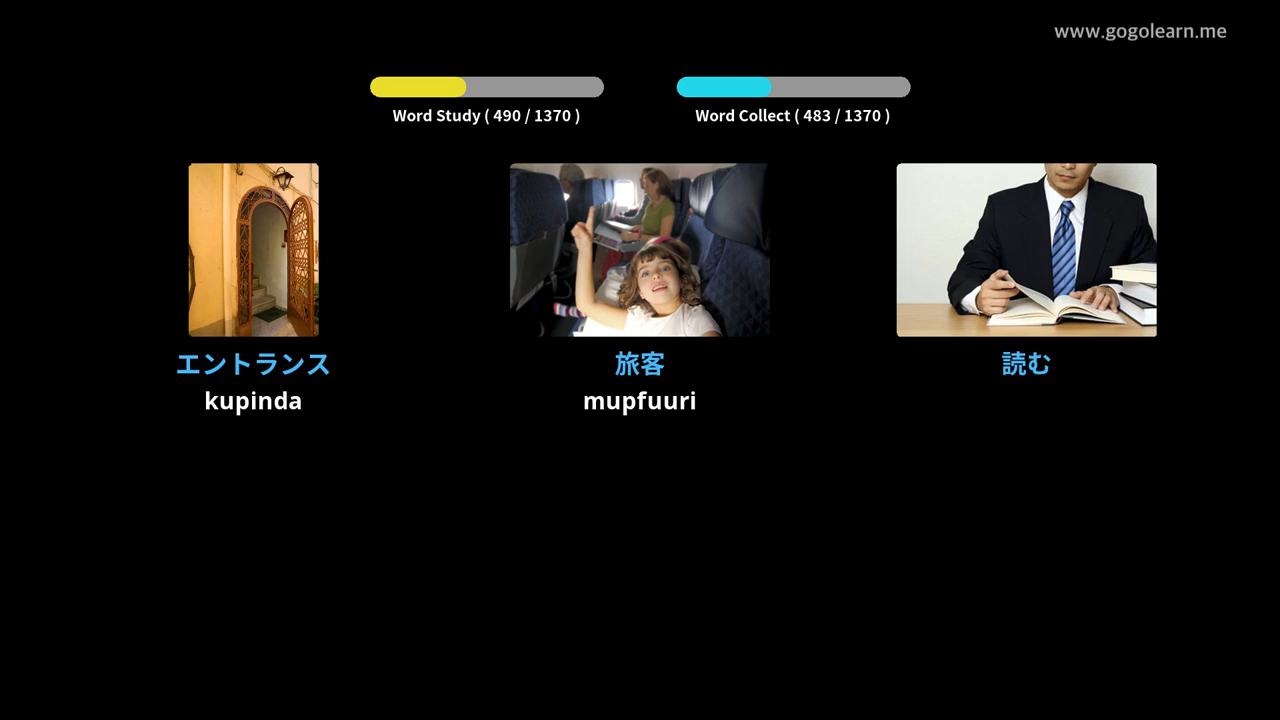 www.gogolearn.me
Word Study ( 490 / 1370 )
Word Collect ( 483 / 1370 )
エントランス
kupinda
旅客
mupfuuri
読む